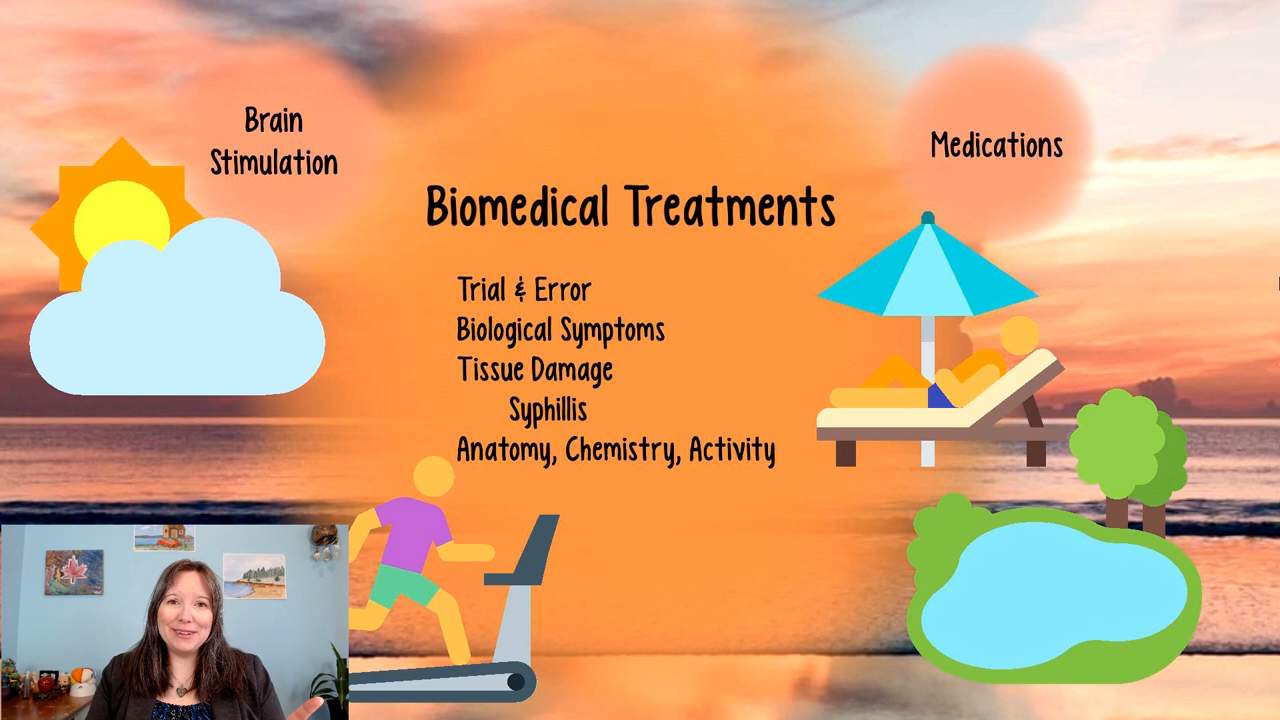 Brain
Stimulation
Medications
Biomedical Treatments
Trial & Error
Biological Symptoms
Tissue Damage
Syphillis
Anatomy, Chemistry, Activity